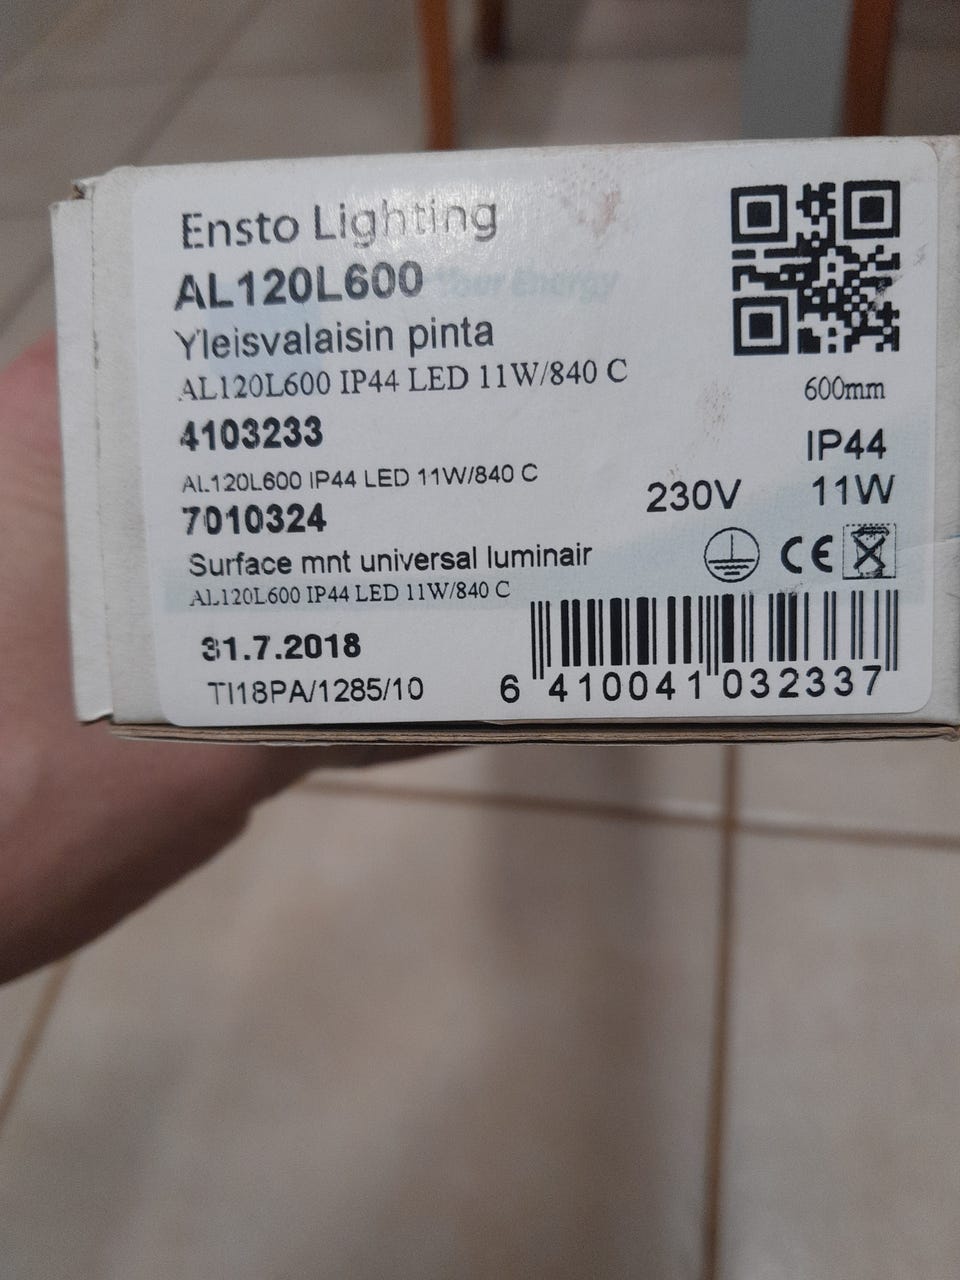 Ensto Lighting
AL120L600
Yleisvalaisin pinta
AL120L600 IP44 LED 11W/840 C
600mm
4103233
IP44
AL120L600 IP44 LED 11W/840 C
230V 11W
7010324
Surface mnt universal luminair
CE
AL120L600 IP44 LED 11W/840 C
31.7.2018
TI18PA/1285/10
6 410041 032337